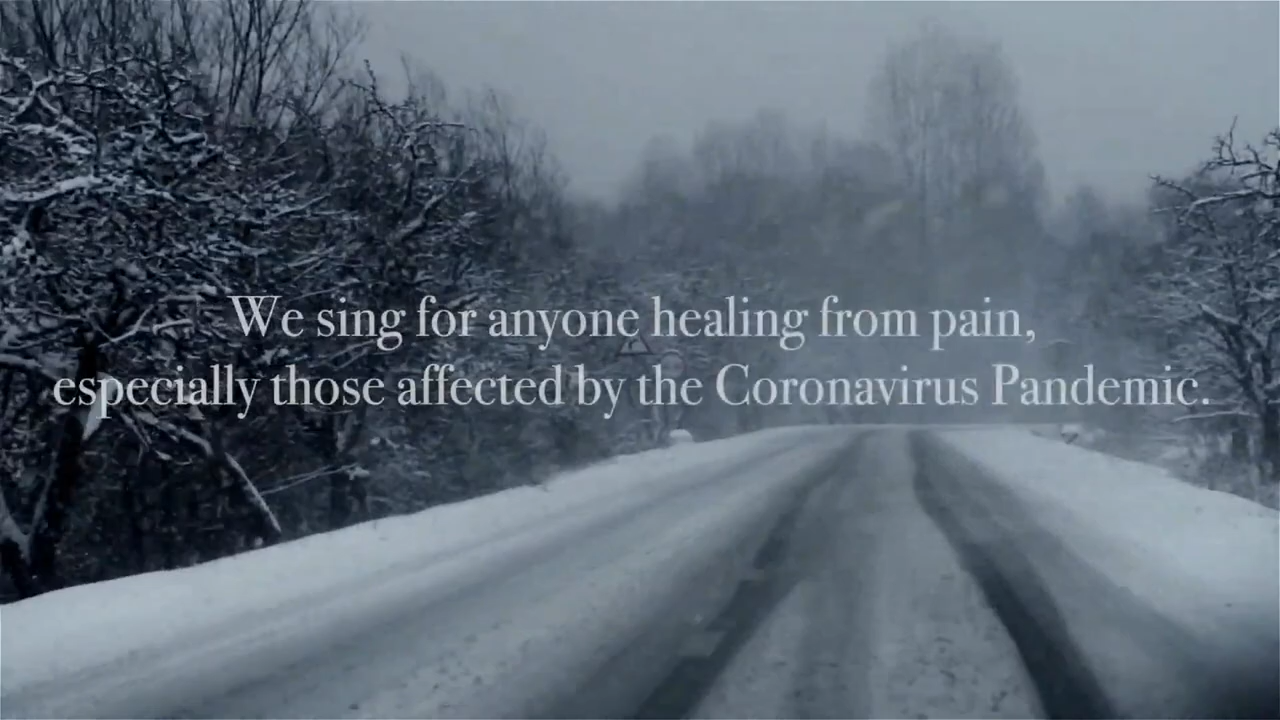 We sing for anyone healing from pain,
especially those affected by the Coronavirus Pandemic.